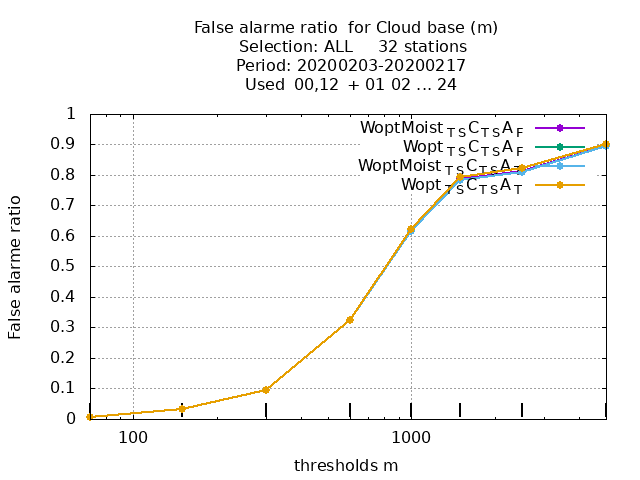 False alarme ratio  for Cloud base (m)
Selection: ALL     32 stations
Period: 20200203-20200217
Used  00,12  + 01 02 ... 24
1
0.9
0.8
0.7
0.6
0.5
0.4
0.3
0.2
0.1
0
False alarme ratio
WoptMoist TS C TS A F
Wopt TS C TS A F
WoptMoist TS C TS A T
Wopt TS C TS A T
100
1000
thresholds m